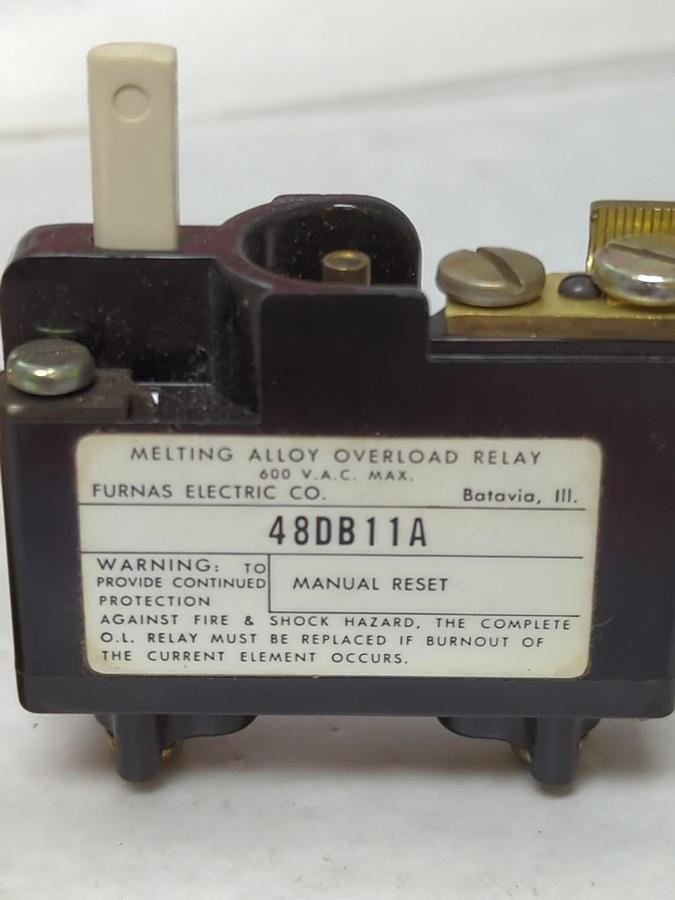 MELTING ALLOY OVERLOAD RELAY
600 V.A.C. MAX.
FURNAS ELECTRIC CO. Batavia, Ill.
48DB11A
WARNING: TO
PROVIDE CONTINUED
PROTECTION
MANUAL RESET
AGAINST FIRE & SHOCK HAZARD, THE COMPLETE
O.L. RELAY MUST BE REPLACED IF BURNOUT OF
THE CURRENT ELEMENT OCCURS.